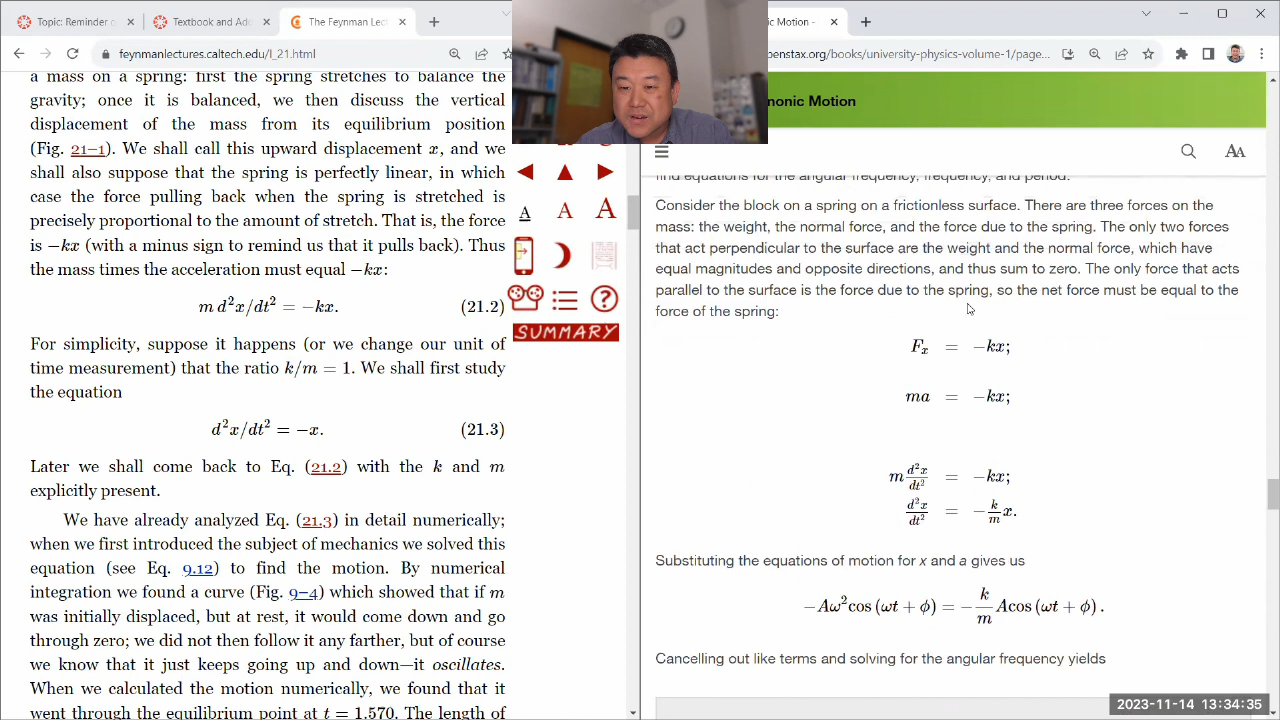 Topic Reminders - C
Textbook and Ado
The Feynman Lec
nic Motion -
feynmanlectures.caltech.edu/I_21.html
penstax.org/books/university-physics-volume-1/page...
a mass on a spring: first the spring stretches to balance the
gravity; once it is balanced, we then discuss the vertical
displacement of the mass from its equilibrium position
(Fig. 21–1). We shall call this upward displacement x, and we
shall also suppose that the spring is perfectly linear, in which
case the force pulling back when the spring is stretched is
precisely proportional to the amount of stretch. That is, the force
is −kx (with a minus sign to remind us that it pulls back). Thus
the mass times the acceleration must equal −kx:
m d²x/dt² = −kx. (21.2)
For simplicity, suppose it happens (or we change our unit of
time measurement) that the ratio k/m = 1. We shall first study
the equation
d²x/dt² = −x. (21.3)
Later we shall come back to Eq. (21.2) with the k and m
explicitly present.
We have already analyzed Eq. (21.3) in detail numerically;
when we first introduced the subject of mechanics we solved this
equation (see Eq. 9.12) to find the motion. By numerical
integration we found a curve (Fig. 9–4) which showed that if m
was initially displaced, but at rest, it would come down and go
through zero; we did not then follow it any farther, but of course
we know that it just keeps going up and down—it oscillates.
When we calculated the motion numerically, we found that it
went through the equilibrium point at t = 1.570. The length of
A A A
SUMMARY
monic Motion
AA
find equations for the angular frequency, frequency, and period.
Consider the block on a spring on a frictionless surface. There are three forces on the
mass: the weight, the normal force, and the force due to the spring. The only two forces
that act perpendicular to the surface are the weight and the normal force, which have
equal magnitudes and opposite directions, and thus sum to zero. The only force that acts
parallel to the surface is the force due to the spring, so the net force must be equal to the
force of the spring:
Fₓ = −kx;
ma = −kx;
m d²x/dt² = −kx;
d²x/dt² = −k/m x.
Substituting the equations of motion for x and a gives us
−Aω²cos (ωt + ϕ) = −k/m Acos (ωt + ϕ) .
Cancelling out like terms and solving for the angular frequency yields
2023-11-14 13:34:35